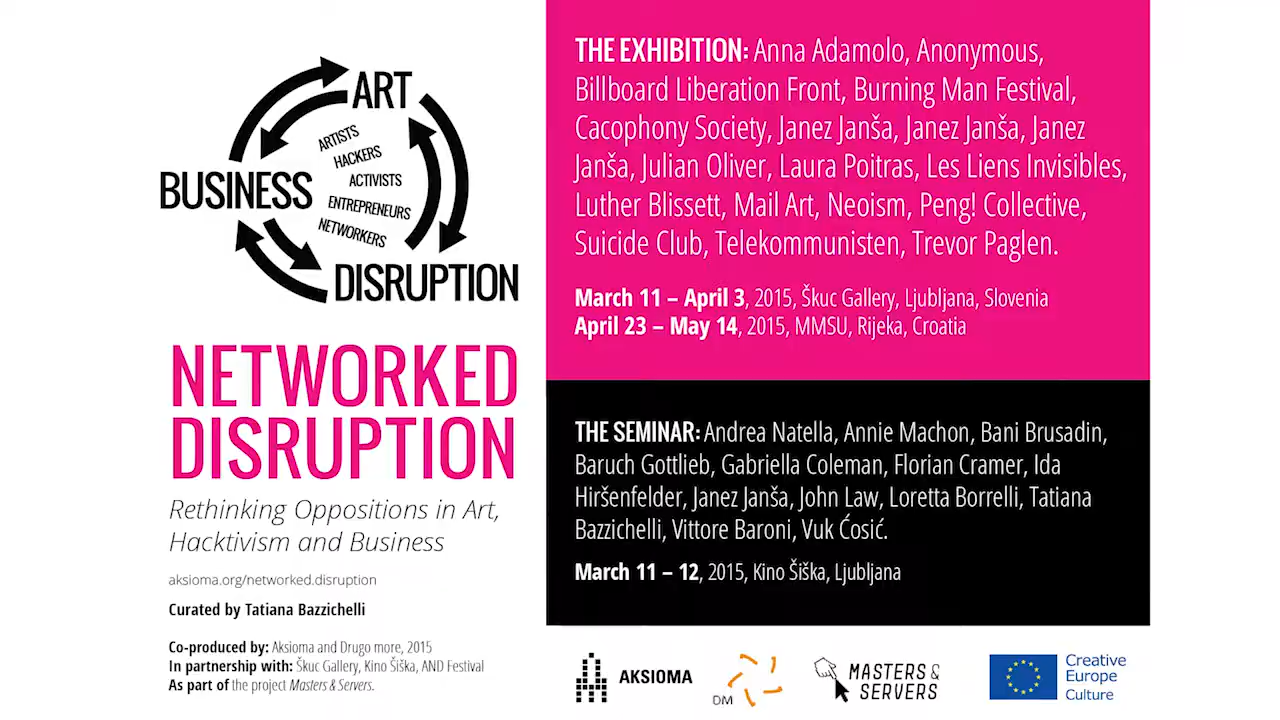 ART
ARTISTS
HACKERS
ACTIVISTS
ENTREPRENEURS
NETWORKERS
BUSINESS
DISRUPTION
NETWORKED
DISRUPTION
Rethinking Oppositions in Art,
Hacktivism and Business
aksioma.org/networked.disruption
Curated by Tatiana Bazzichelli
Co-produced by: Aksioma and Drugo more, 2015
In partnership with: Škuc Gallery, Kino Šiška, AND Festival
As part of the project Masters & Servers.
THE EXHIBITION: Anna Adamolo, Anonymous,
Billboard Liberation Front, Burning Man Festival,
Cacophony Society, Janez Janša, Janez Janša, Janez
Janša, Julian Oliver, Laura Poitras, Les Liens Invisibles,
Luther Blissett, Mail Art, Neoism, Peng! Collective,
Suicide Club, Telekommunisten, Trevor Paglen.
March 11 – April 3, 2015, Škuc Gallery, Ljubljana, Slovenia
April 23 – May 14, 2015, MMSU, Rijeka, Croatia
THE SEMINAR: Andrea Natella, Annie Machon, Bani Brusadin,
Baruch Gottlieb, Gabriella Coleman, Florian Cramer, Ida
Hiršenfelder, Janez Janša, John Law, Loretta Borrelli, Tatiana
Bazzichelli, Vittore Baroni, Vuk Ćosić.
March 11 – 12, 2015, Kino Šiška, Ljubljana
AKSIOMA
DM
MASTERS &
SERVERS
Creative
Europe
Culture